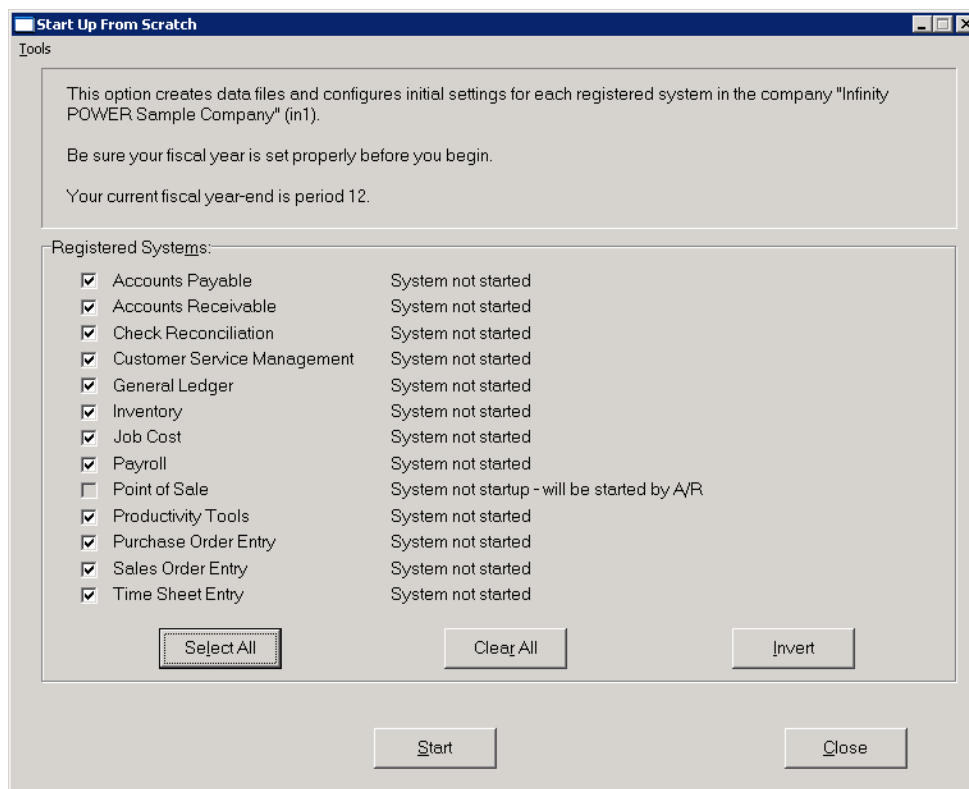 Start Up From Scratch
Tools
This option creates data files and configures initial settings for each registered system in the company "Infinity
POWER Sample Company" (in1).
Be sure your fiscal year is set properly before you begin.
Your current fiscal year-end is period 12.
Registered Systems:
Accounts Payable System not started
Accounts Receivable System not started
Check Reconciliation System not started
Customer Service Management System not started
General Ledger System not started
Inventory System not started
Job Cost System not started
Payroll System not started
Point of Sale System not startup - will be started by A/R
Productivity Tools System not started
Purchase Order Entry System not started
Sales Order Entry System not started
Time Sheet Entry System not started
Select All Clear All Invert
Start Close